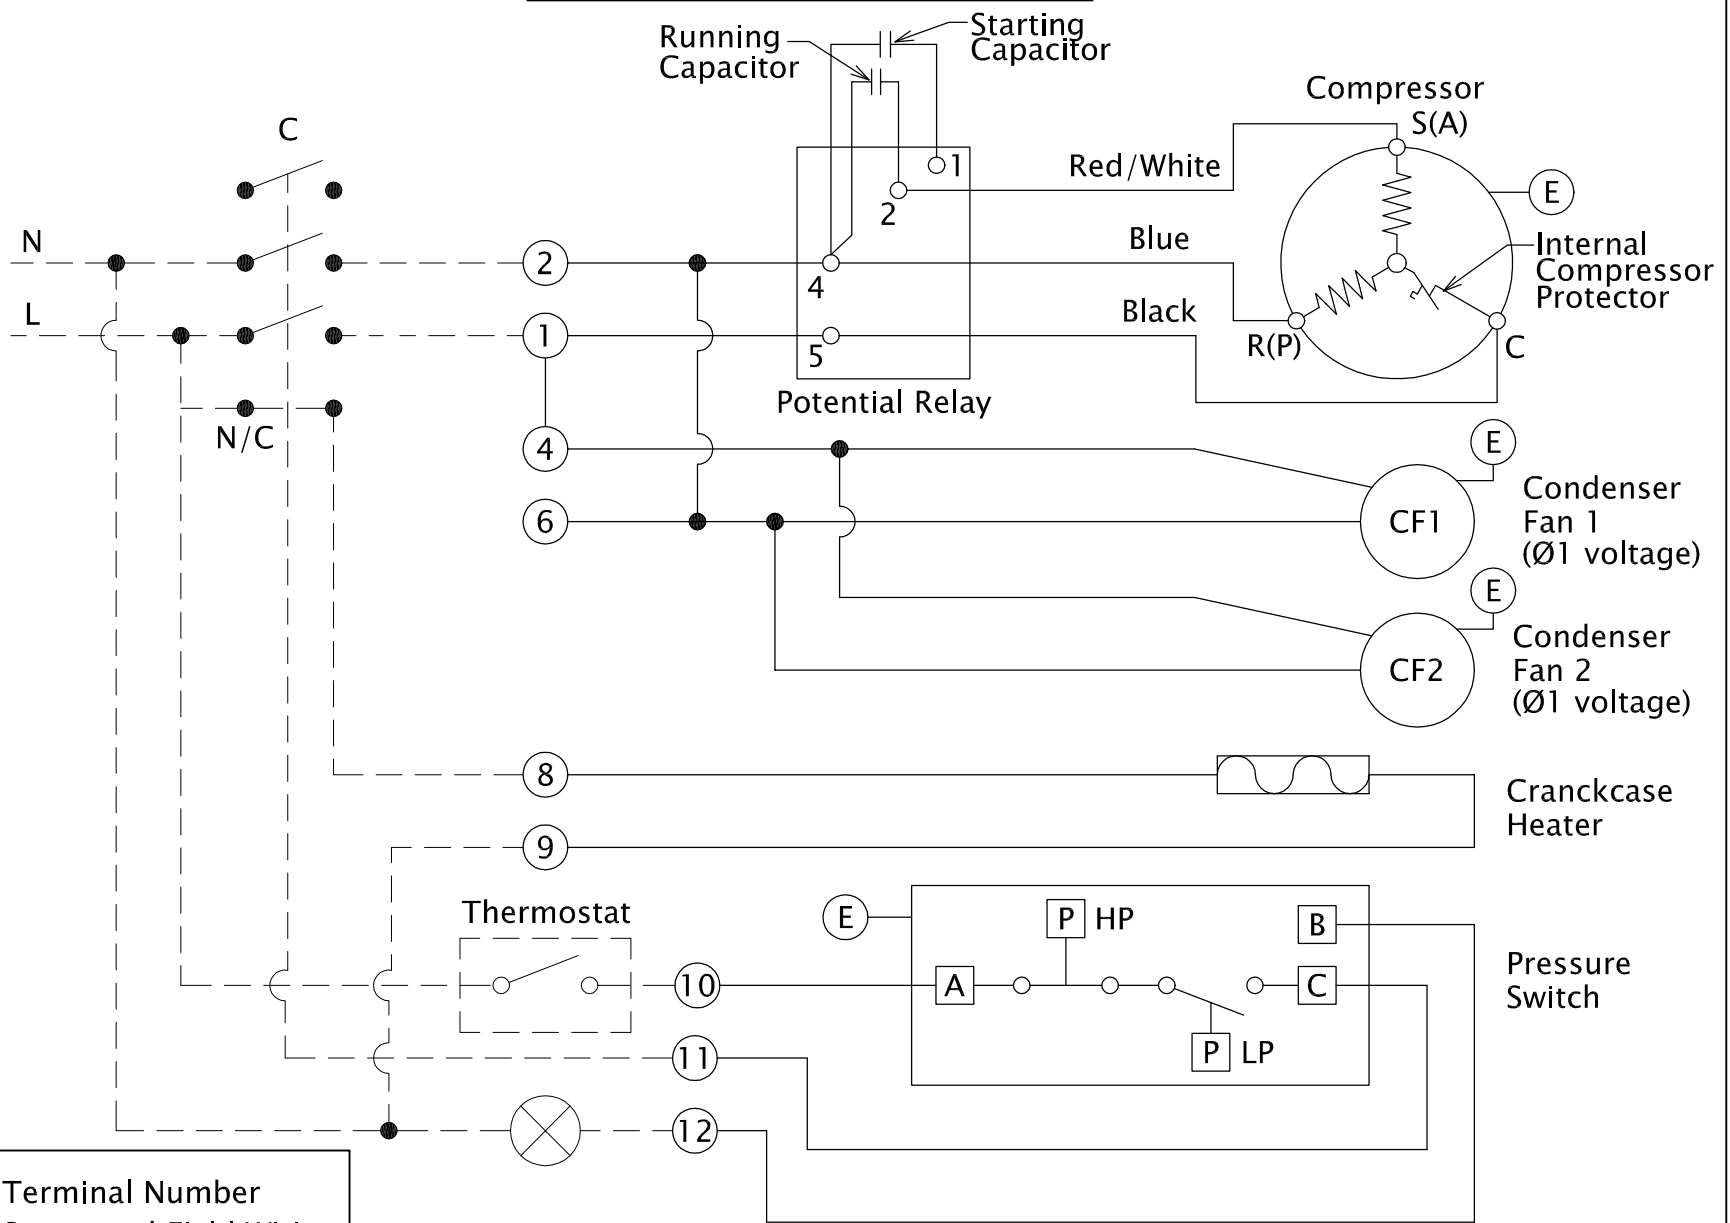 Running
Capacitor
Starting
Capacitor
C
Compressor
S(A)
1
Red/White
2
E
N
2
Blue
Internal
Compressor
Protector
4
L
1
Black
5
R(P)
C
Potential Relay
N/C
4
E
Condenser
Fan 1
(Ø1 voltage)
6
CF1
E
Condenser
Fan 2
(Ø1 voltage)
CF2
8
Cranckcase
Heater
9
Thermostat
E
P HP
B
10
A
C
Pressure
Switch
11
P LP
12
Terminal Number